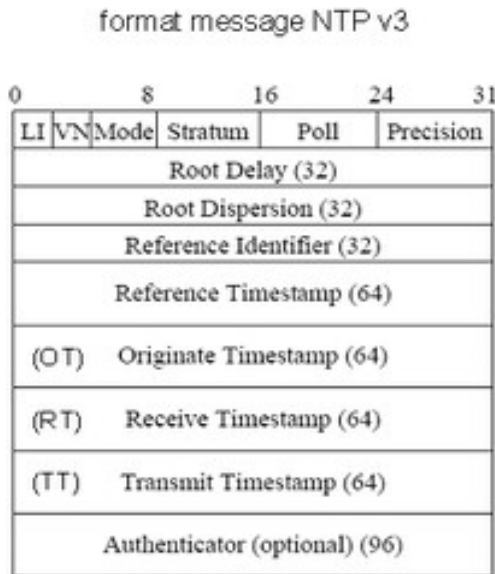 format message NTP v3
0 8 16 24 31
LI VN Mode Stratum Poll Precision
Root Delay (32)
Root Dispersion (32)
Reference Identifier (32)
Reference Timestamp (64)
(OT) Originate Timestamp (64)
(RT) Receive Timestamp (64)
(TT) Transmit Timestamp (64)
Authenticator (optional) (96)